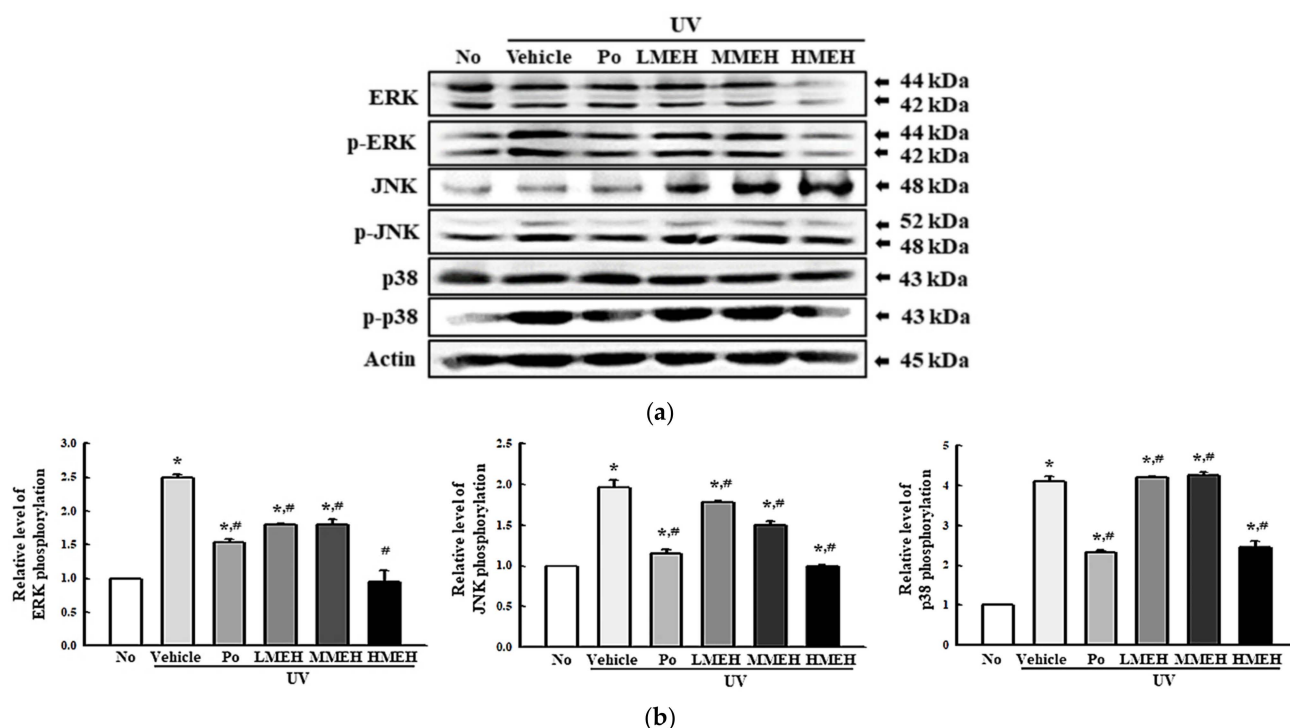 UV
No Vehicle Po LMEH MMEH HMEH
ERK 44 kDa
42 kDa
p-ERK 44 kDa
42 kDa
JNK 48 kDa
p-JNK 52 kDa
48 kDa
p38 43 kDa
p-p38 43 kDa
Actin 45 kDa
(a)
Relative level of
ERK phosphorylation
3.0
2.5
2.0
1.5
1.0
0.5
0.0
* *,# *,# *,# #
No Vehicle Po LMEH MMEH HMEH
UV
Relative level of
JNK phosphorylation
2.5
2.0
1.5
1.0
0.5
0.0
* *,# *,# *,# *,#
No Vehicle Po LMEH MMEH HMEH
UV
Relative level of
p38 phosphorylation
5
4
3
2
1
0
* *,# *,# *,# *,#
No Vehicle Po LMEH MMEH HMEH
UV
(b)